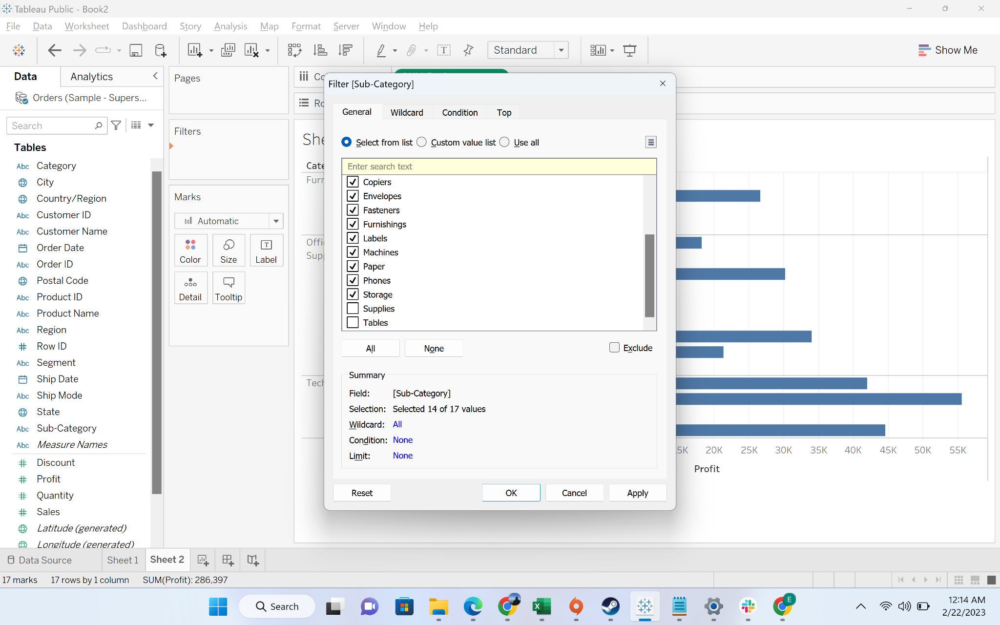 Tableau Public - Book2
File Data Worksheet Dashboard Story Analysis Map Format Server Window Help
Standard
Show Me
Data
Analytics
Orders (Sample - Supers...
Search
Tables
Abc Category
City
Country/Region
Abc Customer ID
Abc Customer Name
Order Date
Abc Order ID
Postal Code
Abc Product ID
Abc Product Name
Abc Region
# Row ID
Abc Segment
Ship Date
Abc Ship Mode
State
Abc Sub-Category
Abc Measure Names
# Discount
# Profit
# Quantity
# Sales
Latitude (generated)
Longitude (generated)
Pages
Filters
Marks
Automatic
Color
Size
T
Label
Detail
Tooltip
Co
Ro
She
Cate
Furr
Offi
Sup
Tech
Filter [Sub-Category]
General
Wildcard
Condition
Top
Select from list
Custom value list
Use all
Enter search text
Copiers
Envelopes
Fasteners
Furnishings
Labels
Machines
Paper
Phones
Storage
Supplies
Tables
All
None
Exclude
Summary
Field: [Sub-Category]
Selection: Selected 14 of 17 values
Wildcard: All
Condition: None
Limit: None
Reset
OK
Cancel
Apply
5K 20K 25K 30K 35K 40K 45K 50K 55K
Profit
Data Source
Sheet 1
Sheet 2
17 marks
17 rows by 1 column
SUM(Profit): 286,397
Search
E
12:14 AM
2/22/2023